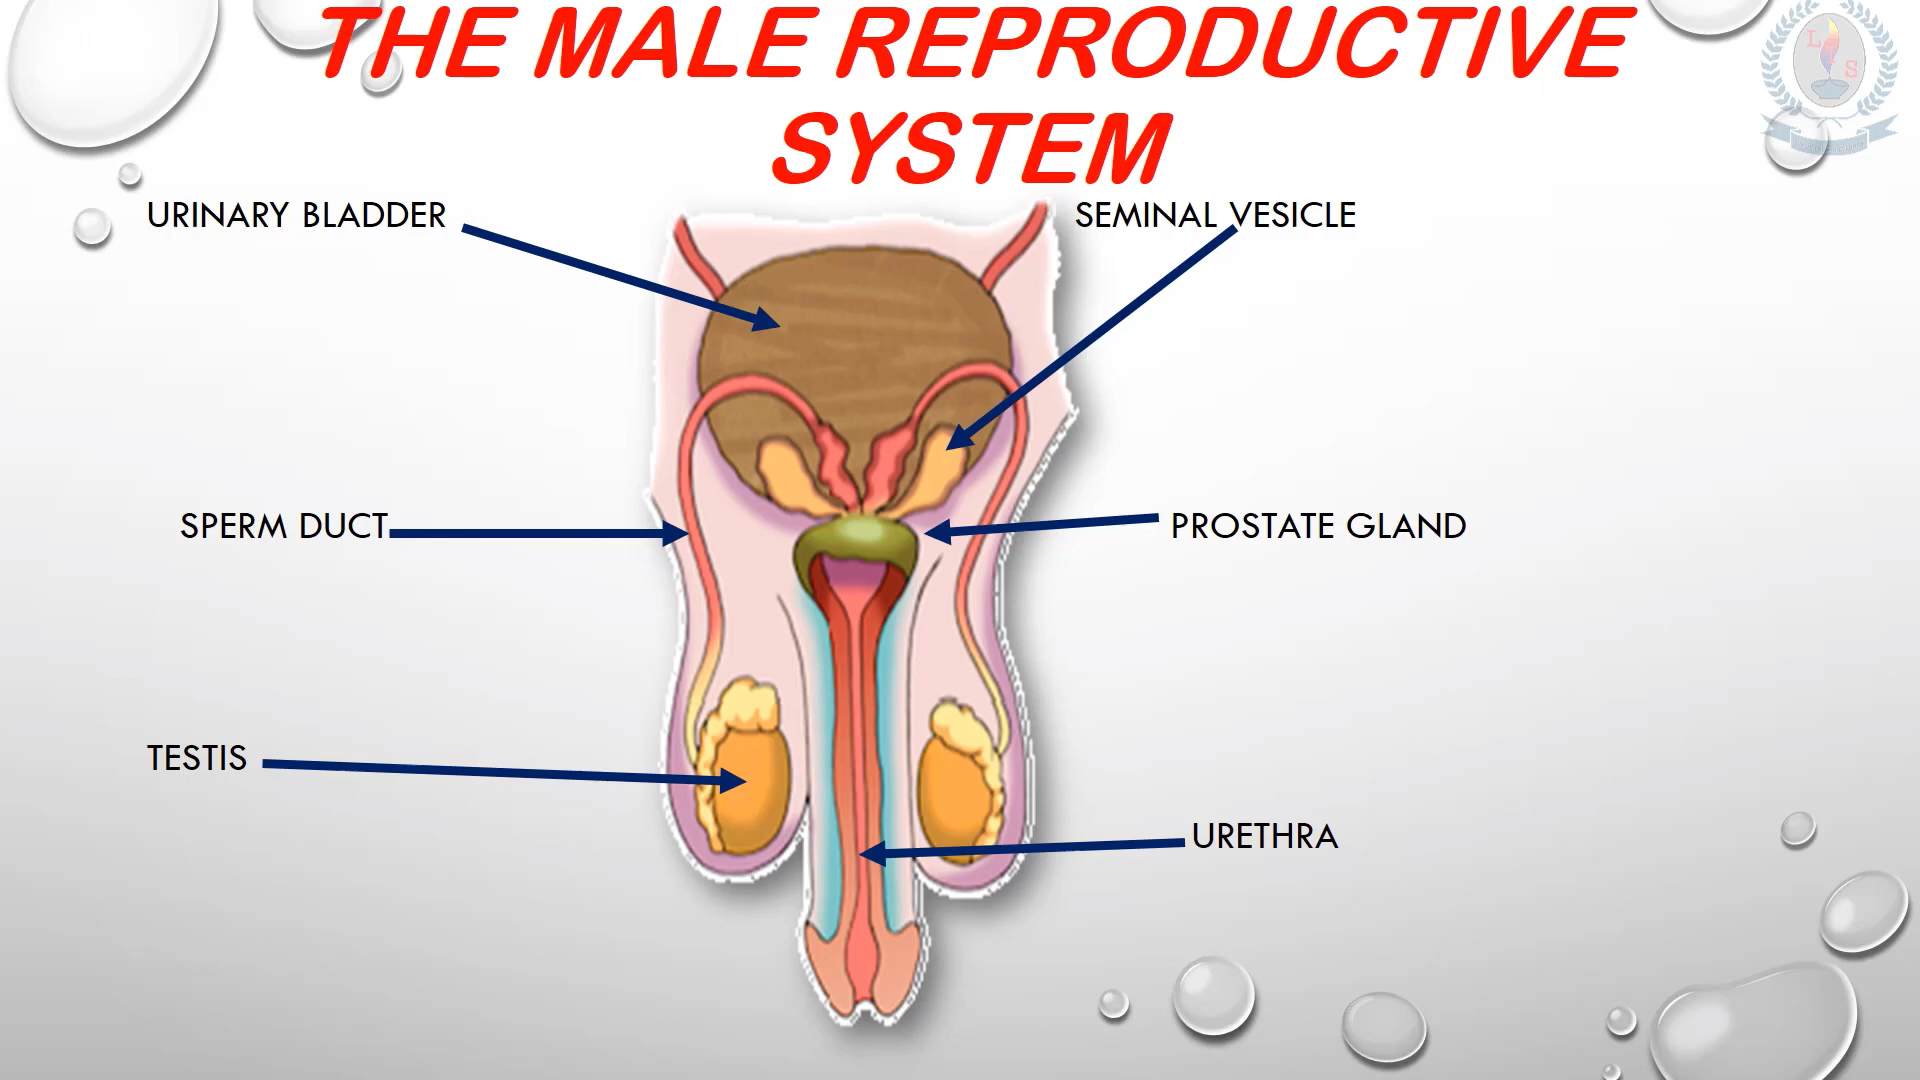 THE MALE REPRODUCTIVE
SYSTEM
L
S
URINARY BLADDER
SEMINAL VESICLE
SPERM DUCT
PROSTATE GLAND
TESTIS
URETHRA